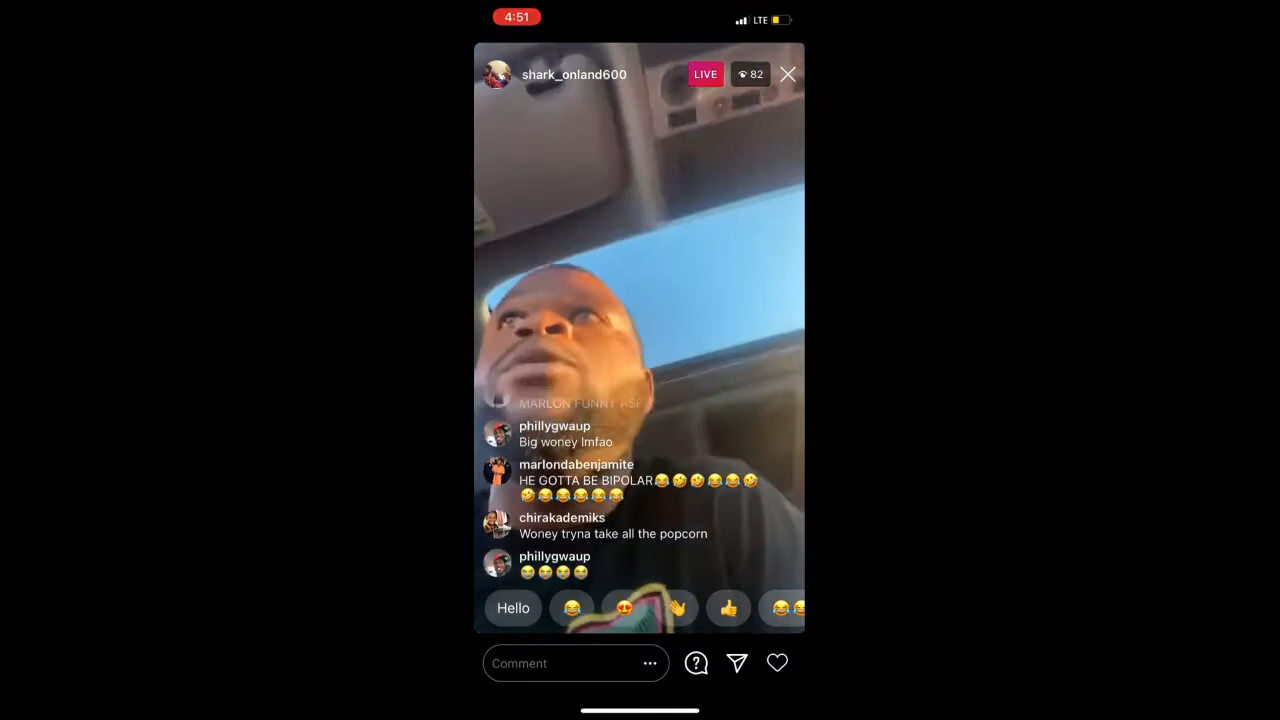 4:51
LTE
shark_onland600
LIVE
82
MARLON FUNNY ASF
phillygwaup
Big woney lmfao
marlondabenjamite
HE GOTTA BE BIPOLAR😂🤣🤣😂😂🤣
🤣😂😂😂😂😂
chirakademiks
Woney tryna take all the popcorn
phillygwaup
😭😭😭😭
Hello
Comment